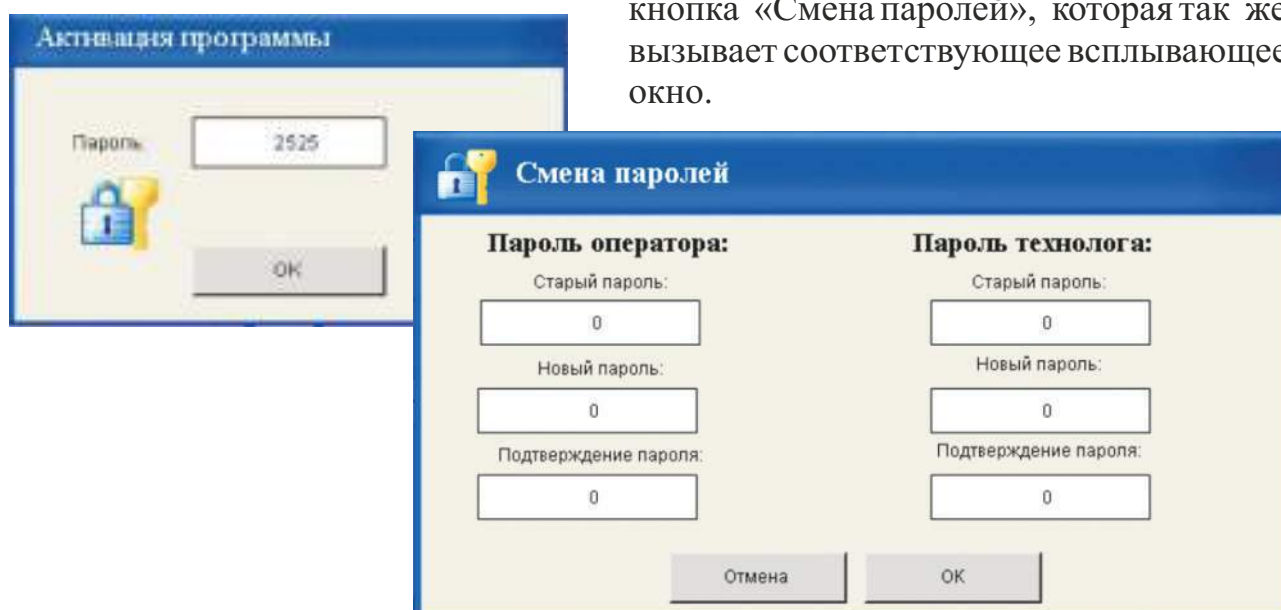 кнопка «Смена паролей», которая так же
вызывает соответствующее всплывающее
окно.
Активация программы
Пароль:
2525
OK
Смена паролей
Пароль оператора:
Пароль технолога:
Старый пароль:
Старый пароль:
0
0
Новый пароль:
Новый пароль:
0
0
Подтверждение пароля:
Подтверждение пароля:
0
0
Отмена
OK